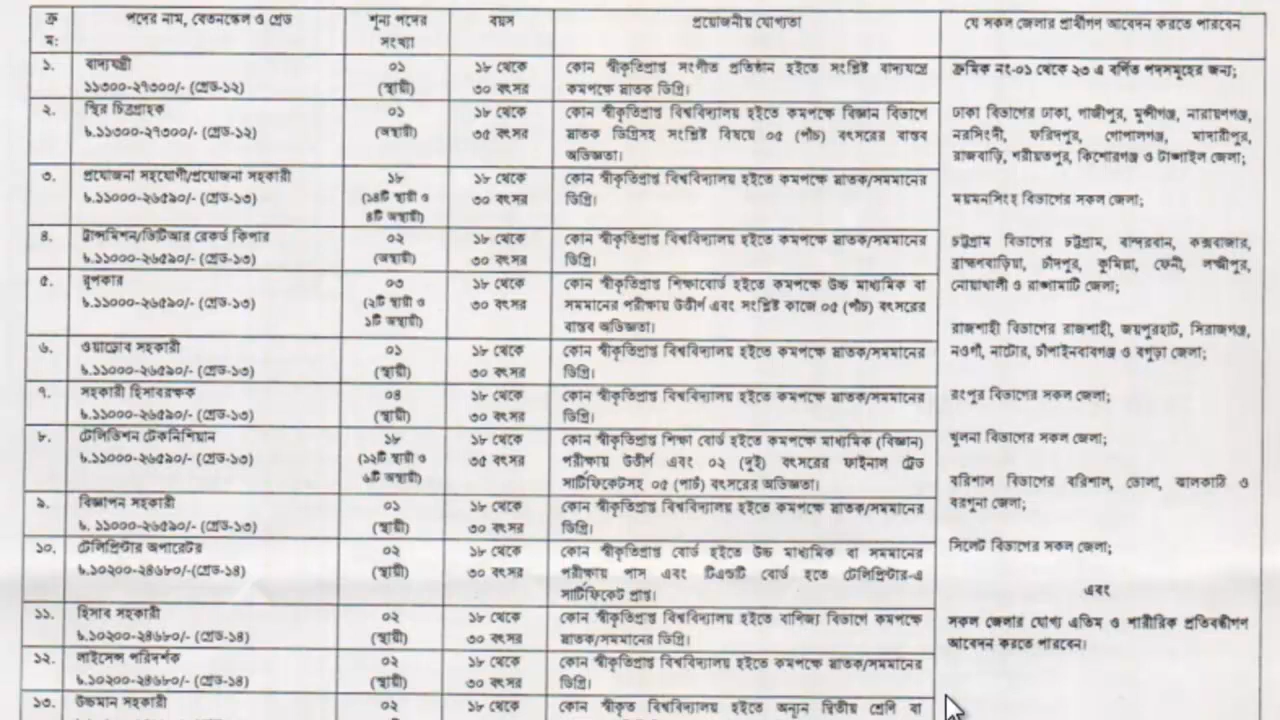 ক্র পদের নাম, বেতনস্কেল ও গ্রেড শূন্য পদের বয়স প্রয়োজনীয় যোগ্যতা যে সকল জেলার প্রার্থীগণ আবেদন করতে পারবেন
ম: সংখ্যা
১. বাদ্যযন্ত্রী ০১ ১৮ থেকে কোন স্বীকৃতিপ্রাপ্ত সংগীত প্রতিষ্ঠান হইতে সংশ্লিষ্ট বাদ্যযন্ত্রে
১১৩০০-২৭৩০০/- (গ্রেড-১২) (স্থায়ী) ৩০ বৎসর কমপক্ষে স্নাতক ডিগ্রি।
২. স্থির চিত্রগ্রাহক ০১ ১৮ থেকে কোন স্বীকৃতিপ্রাপ্ত বিশ্ববিদ্যালয় হইতে কমপক্ষে বিজ্ঞান বিভাগে
৳.১১৩০০-২৭৩০০/- (গ্রেড-১২) (অস্থায়ী) ৩৫ বৎসর স্নাতক ডিগ্রিসহ সংশ্লিষ্ট বিষয়ে ০৫ (পাঁচ) বৎসরের বাস্তব
অভিজ্ঞতা।
৩. প্রযোজনা সহযোগী/প্রযোজনা সহকারী ১৮ ১৮ থেকে কোন স্বীকৃতিপ্রাপ্ত বিশ্ববিদ্যালয় হইতে কমপক্ষে স্নাতক/সমমানের
৳.১১০০০-২৬৫৯০/- (গ্রেড-১৩) (১৪টি স্থায়ী ও ৩০ বৎসর ডিগ্রি।
৪টি অস্থায়ী)
৪. ট্রান্সমিশন/ভিটিআর রেকর্ড কিপার ০২ ১৮ থেকে কোন স্বীকৃতিপ্রাপ্ত বিশ্ববিদ্যালয় হইতে কমপক্ষে স্নাতক/সমমানের
৳.১১০০০-২৬৫৯০/- (গ্রেড-১৩) (অস্থায়ী) ৩০ বৎসর ডিগ্রি।
৫. রূপকার ০৩ ১৮ থেকে কোন স্বীকৃতিপ্রাপ্ত শিক্ষাবোর্ড হইতে কমপক্ষে উচ্চ মাধ্যমিক বা
৳.১১০০০-২৬৫৯০/- (গ্রেড-১৩) (২টি স্থায়ী ও ৩০ বৎসর সমমানের পরীক্ষায় উত্তীর্ণ এবং সংশ্লিষ্ট কাজে ০৫ (পাঁচ) বৎসরের
১টি অস্থায়ী) বাস্তব অভিজ্ঞতা।
৬. ওয়াড্রোব সহকারী ০১ ১৮ থেকে কোন স্বীকৃতিপ্রাপ্ত বিশ্ববিদ্যালয় হইতে কমপক্ষে স্নাতক/সমমানের
৳.১১০০০-২৬৫৯০/- (গ্রেড-১৩) (স্থায়ী) ৩০ বৎসর ডিগ্রি।
৭. সহকারী হিসাবরক্ষক ০৪ ১৮ থেকে কোন স্বীকৃতিপ্রাপ্ত বিশ্ববিদ্যালয় হইতে কমপক্ষে স্নাতক/সমমানের
৳.১১০০০-২৬৫৯০/- (গ্রেড-১৩) (স্থায়ী) ৩০ বৎসর ডিগ্রি।
৮. টেলিভিশন টেকনিশিয়ান ১৮ ১৮ থেকে কোন স্বীকৃতিপ্রাপ্ত শিক্ষা বোর্ড হইতে কমপক্ষে মাধ্যমিক (বিজ্ঞান)
৳.১১০০০-২৬৫৯০/- (গ্রেড-১৩) (১২টি স্থায়ী ও ৩৫ বৎসর পরীক্ষায় উত্তীর্ণ এবং ০২ (দুই) বৎসরের ফাইনাল ট্রেড
৬টি অস্থায়ী) সার্টিফিকেটসহ ০৫ (পাচঁ) বৎসরের অভিজ্ঞতা।
৯. বিজ্ঞাপন সহকারী ০১ ১৮ থেকে কোন স্বীকৃতিপ্রাপ্ত বিশ্ববিদ্যালয় হইতে কমপক্ষে স্নাতক/সমমানের
৳. ১১০০০-২৬৫৯০/- (গ্রেড-১৩) (স্থায়ী) ৩০ বৎসর ডিগ্রি।
১০. টেলিপ্রিন্টার অপারেটর ০২ ১৮ থেকে কোন স্বীকৃতিপ্রাপ্ত বোর্ড হইতে উচ্চ মাধ্যমিক বা সমমানের
৳.১০২০০-২৪৬৮০/-(গ্রেড-১৪) (স্থায়ী) ৩০ বৎসর পরীক্ষায় পাস এবং টিএন্ডটি বোর্ড হতে টেলিপ্রিন্টার-এ
সার্টিফিকেট প্রাপ্ত।
১১. হিসাব সহকারী ০২ ১৮ থেকে কোন স্বীকৃতিপ্রাপ্ত বিশ্ববিদ্যালয় হইতে বাণিজ্য বিভাগে কমপক্ষে
৳.১০২০০-২৪৬৮০/- (গ্রেড-১৪) (স্থায়ী) ৩০ বৎসর স্নাতক/সমমানের ডিগ্রি।
১২. লাইসেন্স পরিদর্শক ০২ ১৮ থেকে কোন স্বীকৃতিপ্রাপ্ত বিশ্ববিদ্যালয় হইতে কমপক্ষে স্নাতক/সমমানের
৳.১০২০০-২৪৬৮০/- (গ্রেড-১৪) (স্থায়ী) ৩০ বৎসর ডিগ্রি।
১৩. উচ্চমান সহকারী ০২ ১৮ থেকে কোন স্বীকৃত বিশ্ববিদ্যালয় হইতে অন্যূন দ্বিতীয় শ্রেণি বা
ক্রমিক নং-০১ থেকে ২৩ এ বর্ণিত পদসমূহের জন্য;
ঢাকা বিভাগের ঢাকা, গাজীপুর, মুন্সীগঞ্জ, নারায়ণগঞ্জ,
নরসিংদী, ফরিদপুর, গোপালগঞ্জ, মাদারীপুর,
রাজবাড়ি, শরীয়তপুর, কিশোরগঞ্জ ও টাঙ্গাইল জেলা;
ময়মনসিংহ বিভাগের সকল জেলা;
চট্টগ্রাম বিভাগের চট্টগ্রাম, বান্দরবান, কক্সবাজার,
ব্রাহ্মণবাড়িয়া, চাঁদপুর, কুমিল্লা, ফেনী, লক্ষ্মীপুর,
নোয়াখালী ও রাঙ্গামাটি জেলা;
রাজশাহী বিভাগের রাজশাহী, জয়পুরহাট, সিরাজগঞ্জ,
নওগাঁ, নাটোর, চাঁপাইনবাবগঞ্জ ও বগুড়া জেলা;
রংপুর বিভাগের সকল জেলা;
খুলনা বিভাগের সকল জেলা;
বরিশাল বিভাগের বরিশাল, ভোলা, ঝালকাঠি ও
বরগুনা জেলা;
সিলেট বিভাগের সকল জেলা;
এবং
সকল জেলার যোগ্য এতিম ও শারীরিক প্রতিবন্ধীগণ
আবেদন করতে পারবেন।